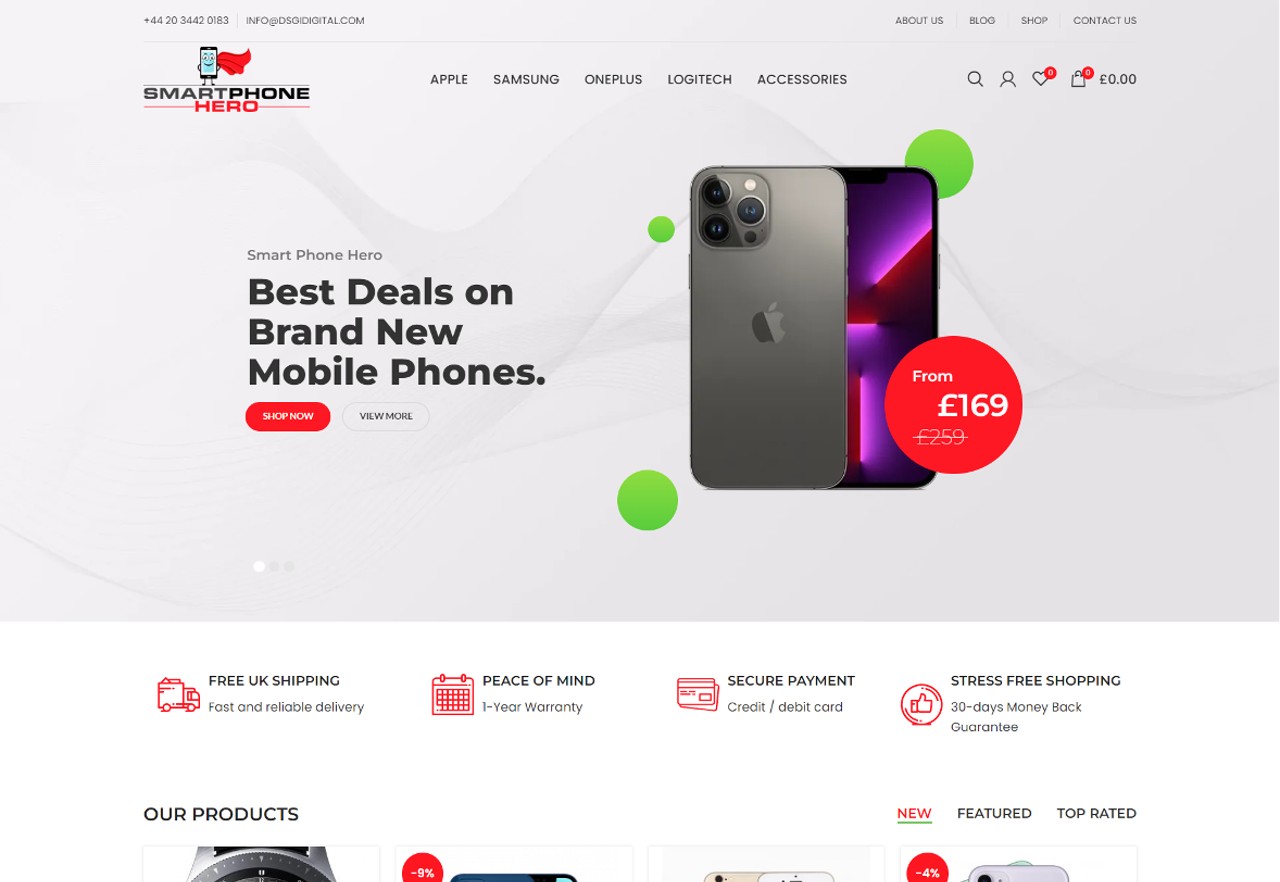 +44 20 3442 0183
INFO@DSGIDIGITAL.COM
ABOUT US
BLOG
SHOP
CONTACT US
SMARTPHONE
HERO
APPLE
SAMSUNG
ONEPLUS
LOGITECH
ACCESSORIES
0
0
£0.00
Smart Phone Hero
Best Deals on
Brand New
Mobile Phones.
SHOP NOW
VIEW MORE
From
£169
£259
FREE UK SHIPPING
Fast and reliable delivery
PEACE OF MIND
1-Year Warranty
SECURE PAYMENT
Credit / debit card
STRESS FREE SHOPPING
30-days Money Back
Guarantee
OUR PRODUCTS
NEW
FEATURED
TOP RATED
-9%
-4%